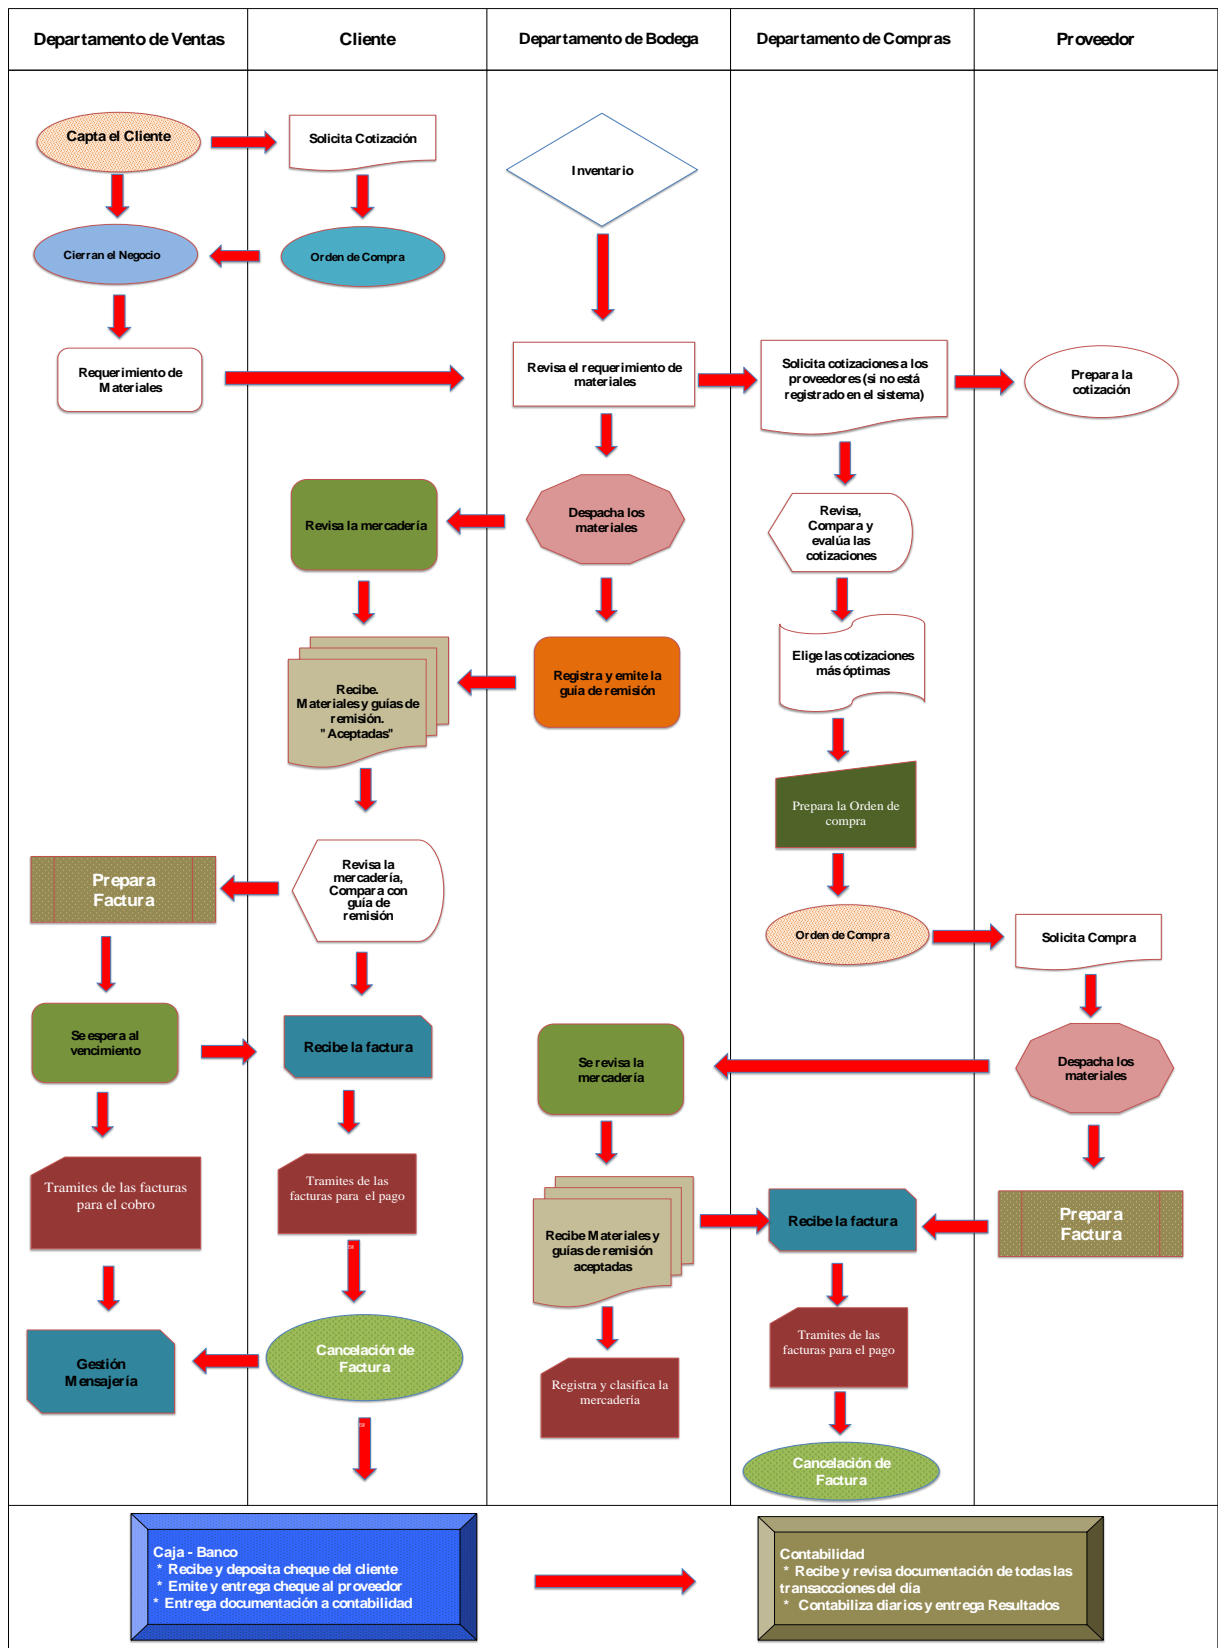 Departamento de Ventas
Cliente
Departamento de Bodega
Departamento de Compras
Proveedor
Capta el Cliente
Solicita Cotización
Inventario
Cierran el Negocio
Orden de Compra
Requerimiento de
Materiales
Revisa el requerimiento de
materiales
Solicita cotizaciones a los
proveedores (si no está
registrado en el sistema)
Prepara la
cotización
Revisa la mercadería
Despacha los
materiales
Revisa,
Compara y
evalúa las
cotizaciones
Recibe.
Materiales y guías de
remisión.
"Aceptadas"
Registra y emite la
guía de remisión
Elige las cotizaciones
más óptimas
Prepara la Orden de
compra
Prepara
Factura
Revisa la
mercadería,
Compara con
guía de
remisión
Orden de Compra
Solicita Compra
Se espera al
vencimiento
Recibe la factura
Se revisa la
mercadería
Despacha los
materiales
Tramites de las facturas
para el cobro
Tramites de las
facturas para el pago
Recibe Materiales y
guías de remisión
aceptadas
Recibe la factura
Prepara
Factura
Gestión
Mensajería
Cancelación de
Factura
Registra y clasifica la
mercadería
Tramites de las
facturas para el pago
Cancelación de
Factura
Caja - Banco
* Recibe y deposita cheque del cliente
* Emite y entrega cheque al proveedor
* Entrega documentación a contabilidad
Contabilidad
* Recibe y revisa documentación de todas las
transaccciones del día
* Contabiliza diarios y entrega Resultados